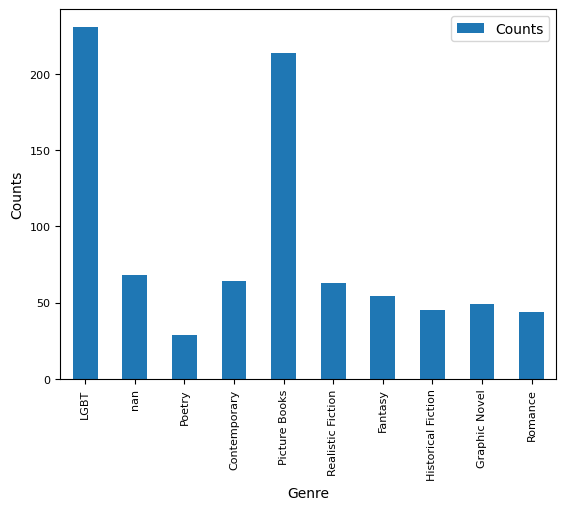 Counts
Counts
200
150
100
50
0
LGBT
nan
Poetry
Contemporary
Picture Books
Realistic Fiction
Fantasy
Historical Fiction
Graphic Novel
Romance
Genre